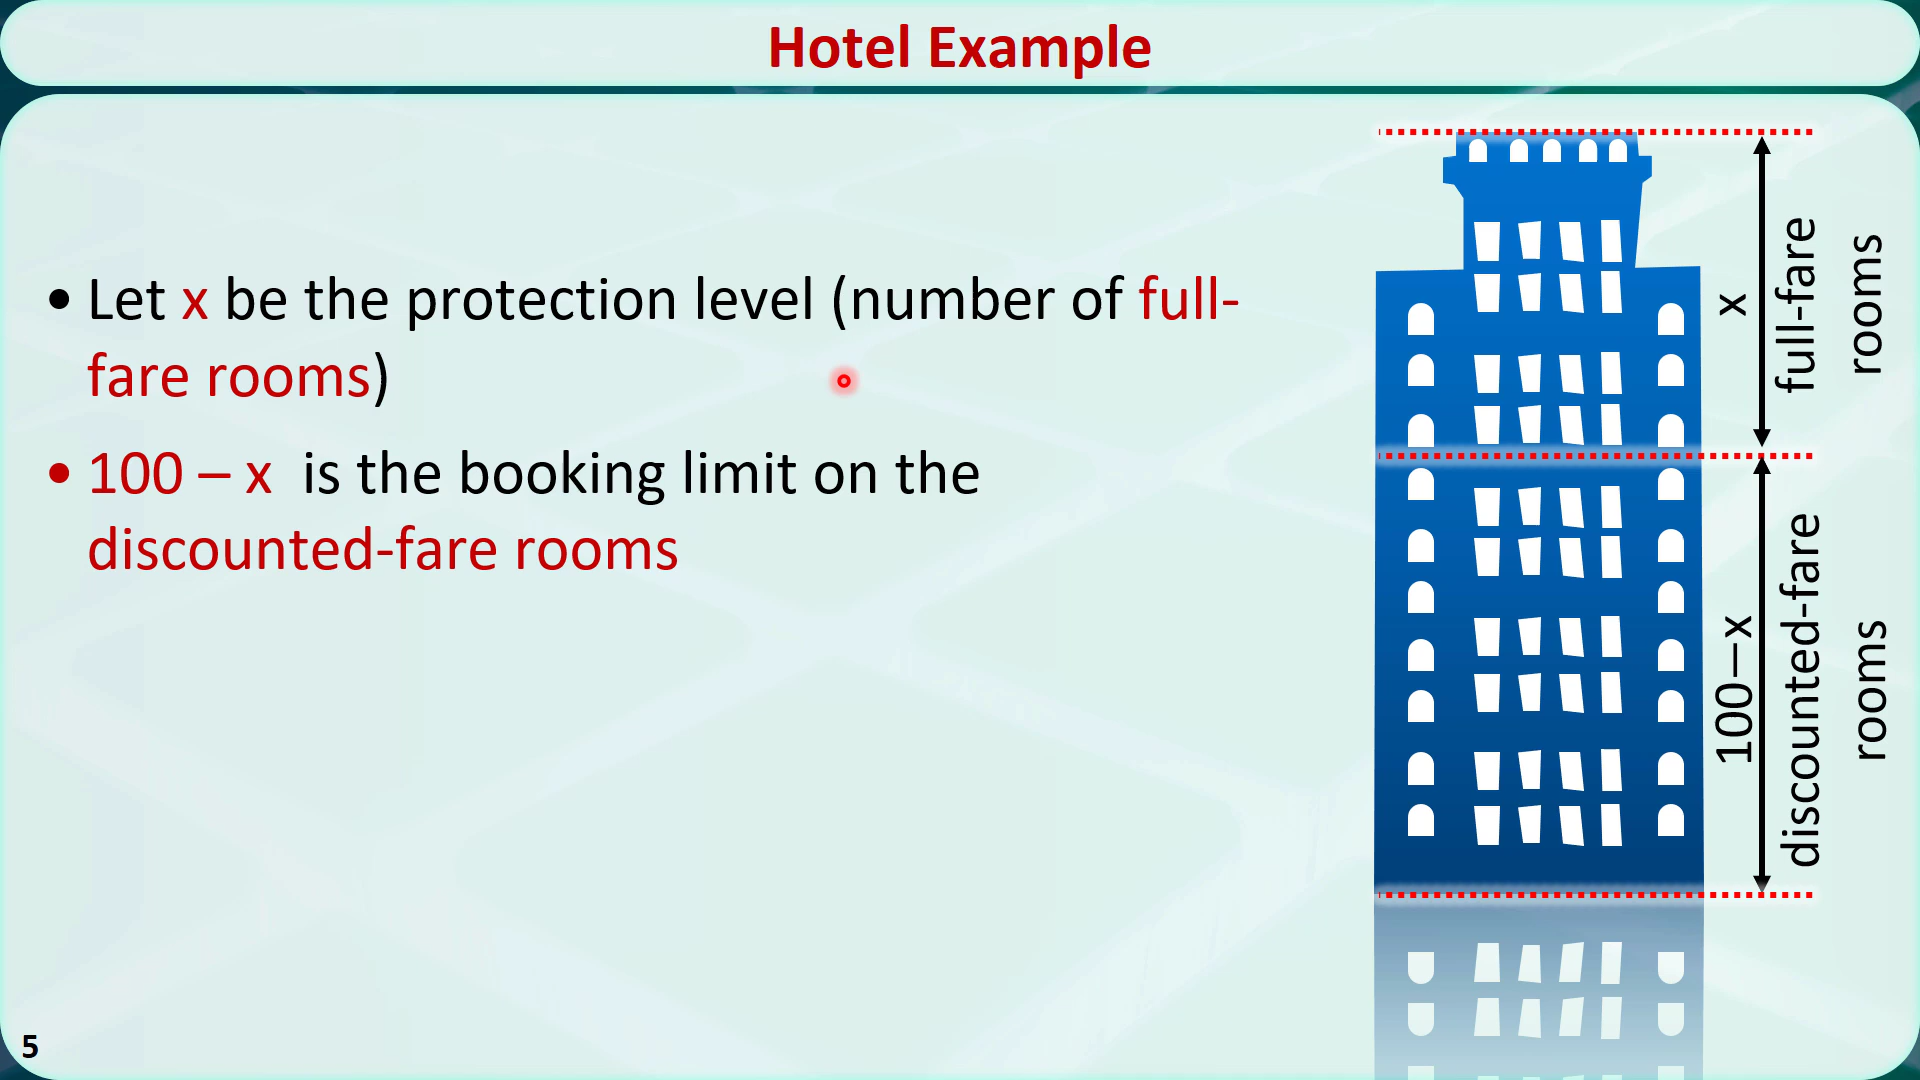 Hotel Example
• Let x be the protection level (number of full-
fare rooms)
• 100 – x is the booking limit on the
discounted-fare rooms
x
full-fare
rooms
100–x
discounted-fare
rooms
5